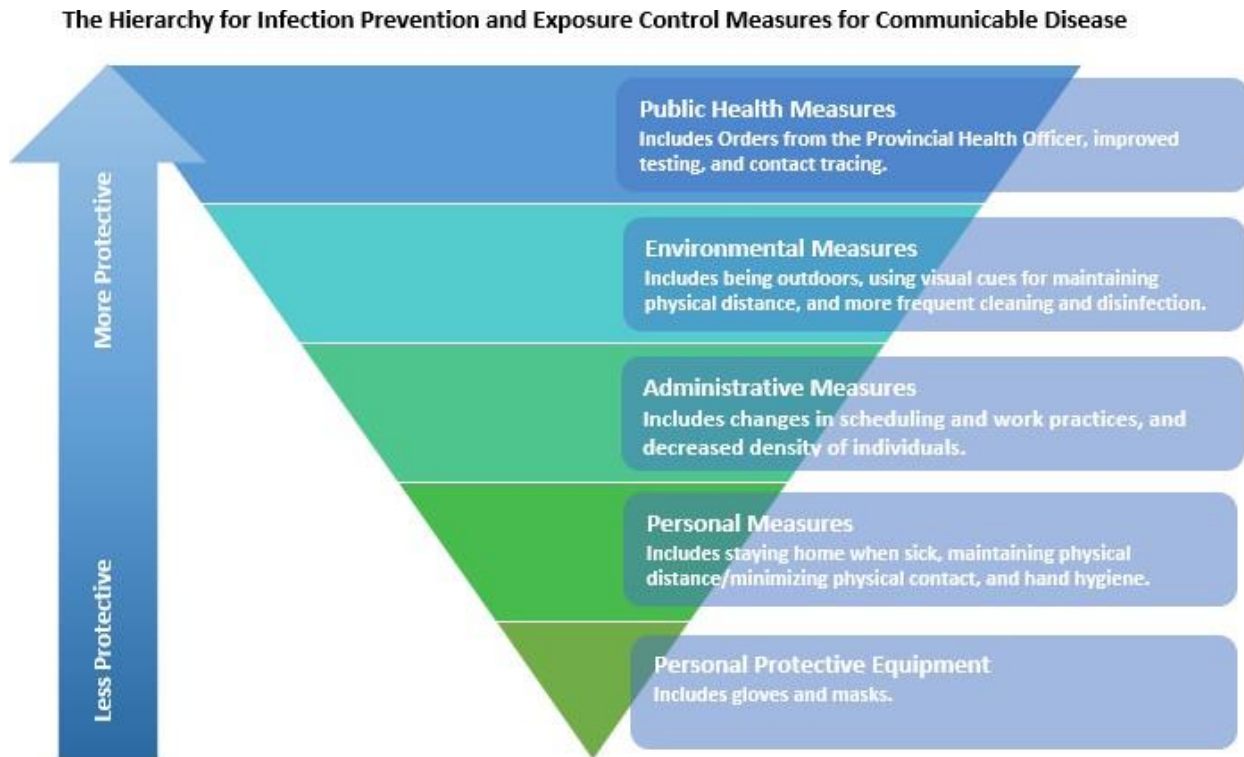 The Hierarchy for Infection Prevention and Exposure Control Measures for Communicable Disease
More Protective
Less Protective
Public Health Measures
Includes Orders from the Provincial Health Officer, improved
testing, and contact tracing.
Environmental Measures
Includes being outdoors, using visual cues for maintaining
physical distance, and more frequent cleaning and disinfection.
Administrative Measures
Includes changes in scheduling and work practices, and
decreased density of individuals.
Personal Measures
Includes staying home when sick, maintaining physical
distance/minimizing physical contact, and hand hygiene.
Personal Protective Equipment
Includes gloves and masks.